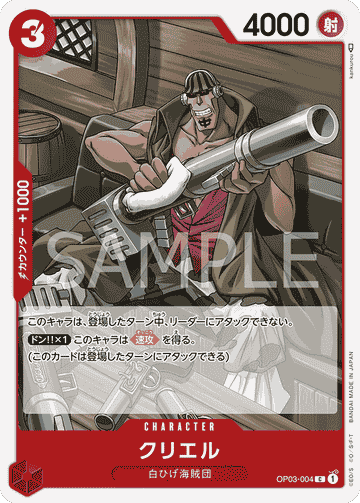 3
4000
射
kankurou
カウンター +1000
SAMPLE
このキャラは、登場したターン中、リーダーにアタックできない。
ドン!!×1 このキャラは 速攻 を得る。
(このカードは登場したターンにアタックできる)
CHARACTER
クリエル
白ひげ海賊団
OP03-004 C 1
©E.O/S ©O./S・F・T BANDAI MADE IN JAPAN